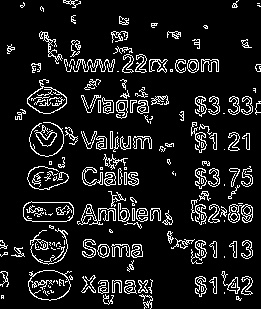 www.22rx.com
Viagra $3.33
Valium $1.21
Cialis $3.75
Ambien $2.89
Soma $1.13
Xanax $1.42